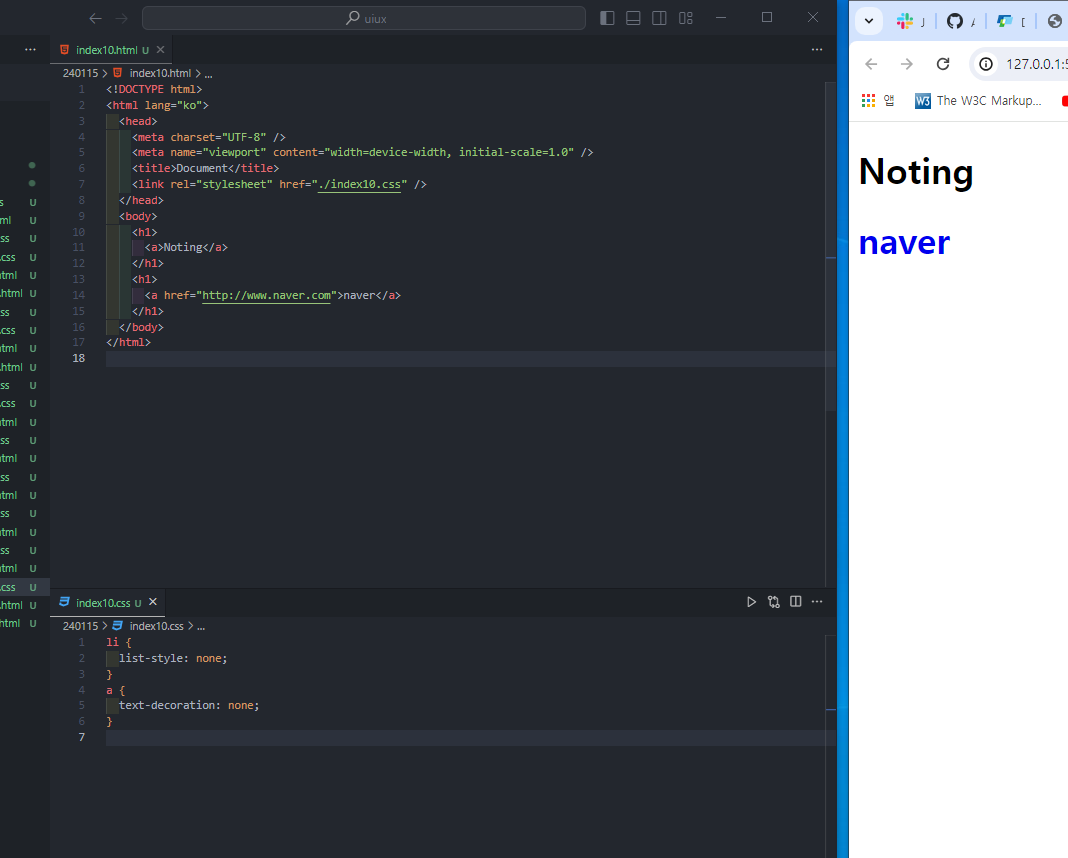 uiux
index10.html U
240115 > index10.html > ...
1 <!DOCTYPE html>
2 <html lang="ko">
3 <head>
4 <meta charset="UTF-8" />
5 <meta name="viewport" content="width=device-width, initial-scale=1.0" />
6 <title>Document</title>
7 <link rel="stylesheet" href="./index10.css" />
8 </head>
9 <body>
10 <h1>
11 <a>Noting</a>
12 </h1>
13 <h1>
14 <a href="http://www.naver.com">naver</a>
15 </h1>
16 </body>
17 </html>
18
s U
ml U
ss U
.css U
tml U
.html U
ss U
.css U
tml U
.html U
ss U
.css U
tml U
ss U
tml U
ss U
tml U
ss U
tml U
ss U
tml U
.css U
.html U
html U
index10.css U
240115 > index10.css > ...
1 li {
2 list-style: none;
3 }
4 a {
5 text-decoration: none;
6 }
7
127.0.0.1:5
앱
W3 The W3C Markup...
Noting
naver